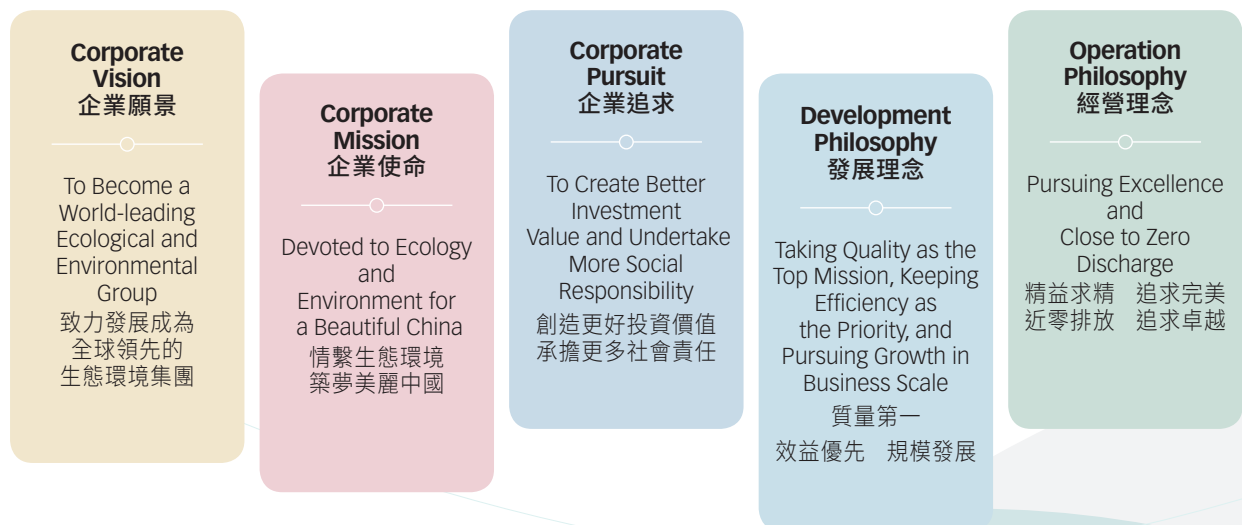 Corporate
Vision
企業願景
To Become a
World-leading
Ecological and
Environmental
Group
致力發展成為
全球領先的
生態環境集團
Corporate
Mission
企業使命
Devoted to Ecology
and
Environment for
a Beautiful China
情繫生態環境
築夢美麗中國
Corporate
Pursuit
企業追求
To Create Better
Investment
Value and Undertake
More Social
Responsibility
創造更好投資價值
承擔更多社會責任
Development
Philosophy
發展理念
Taking Quality as the
Top Mission, Keeping
Efficiency as
the Priority, and
Pursuing Growth in
Business Scale
質量第一
效益優先 規模發展
Operation
Philosophy
經營理念
Pursuing Excellence
and
Close to Zero
Discharge
精益求精 追求完美
近零排放 追求卓越